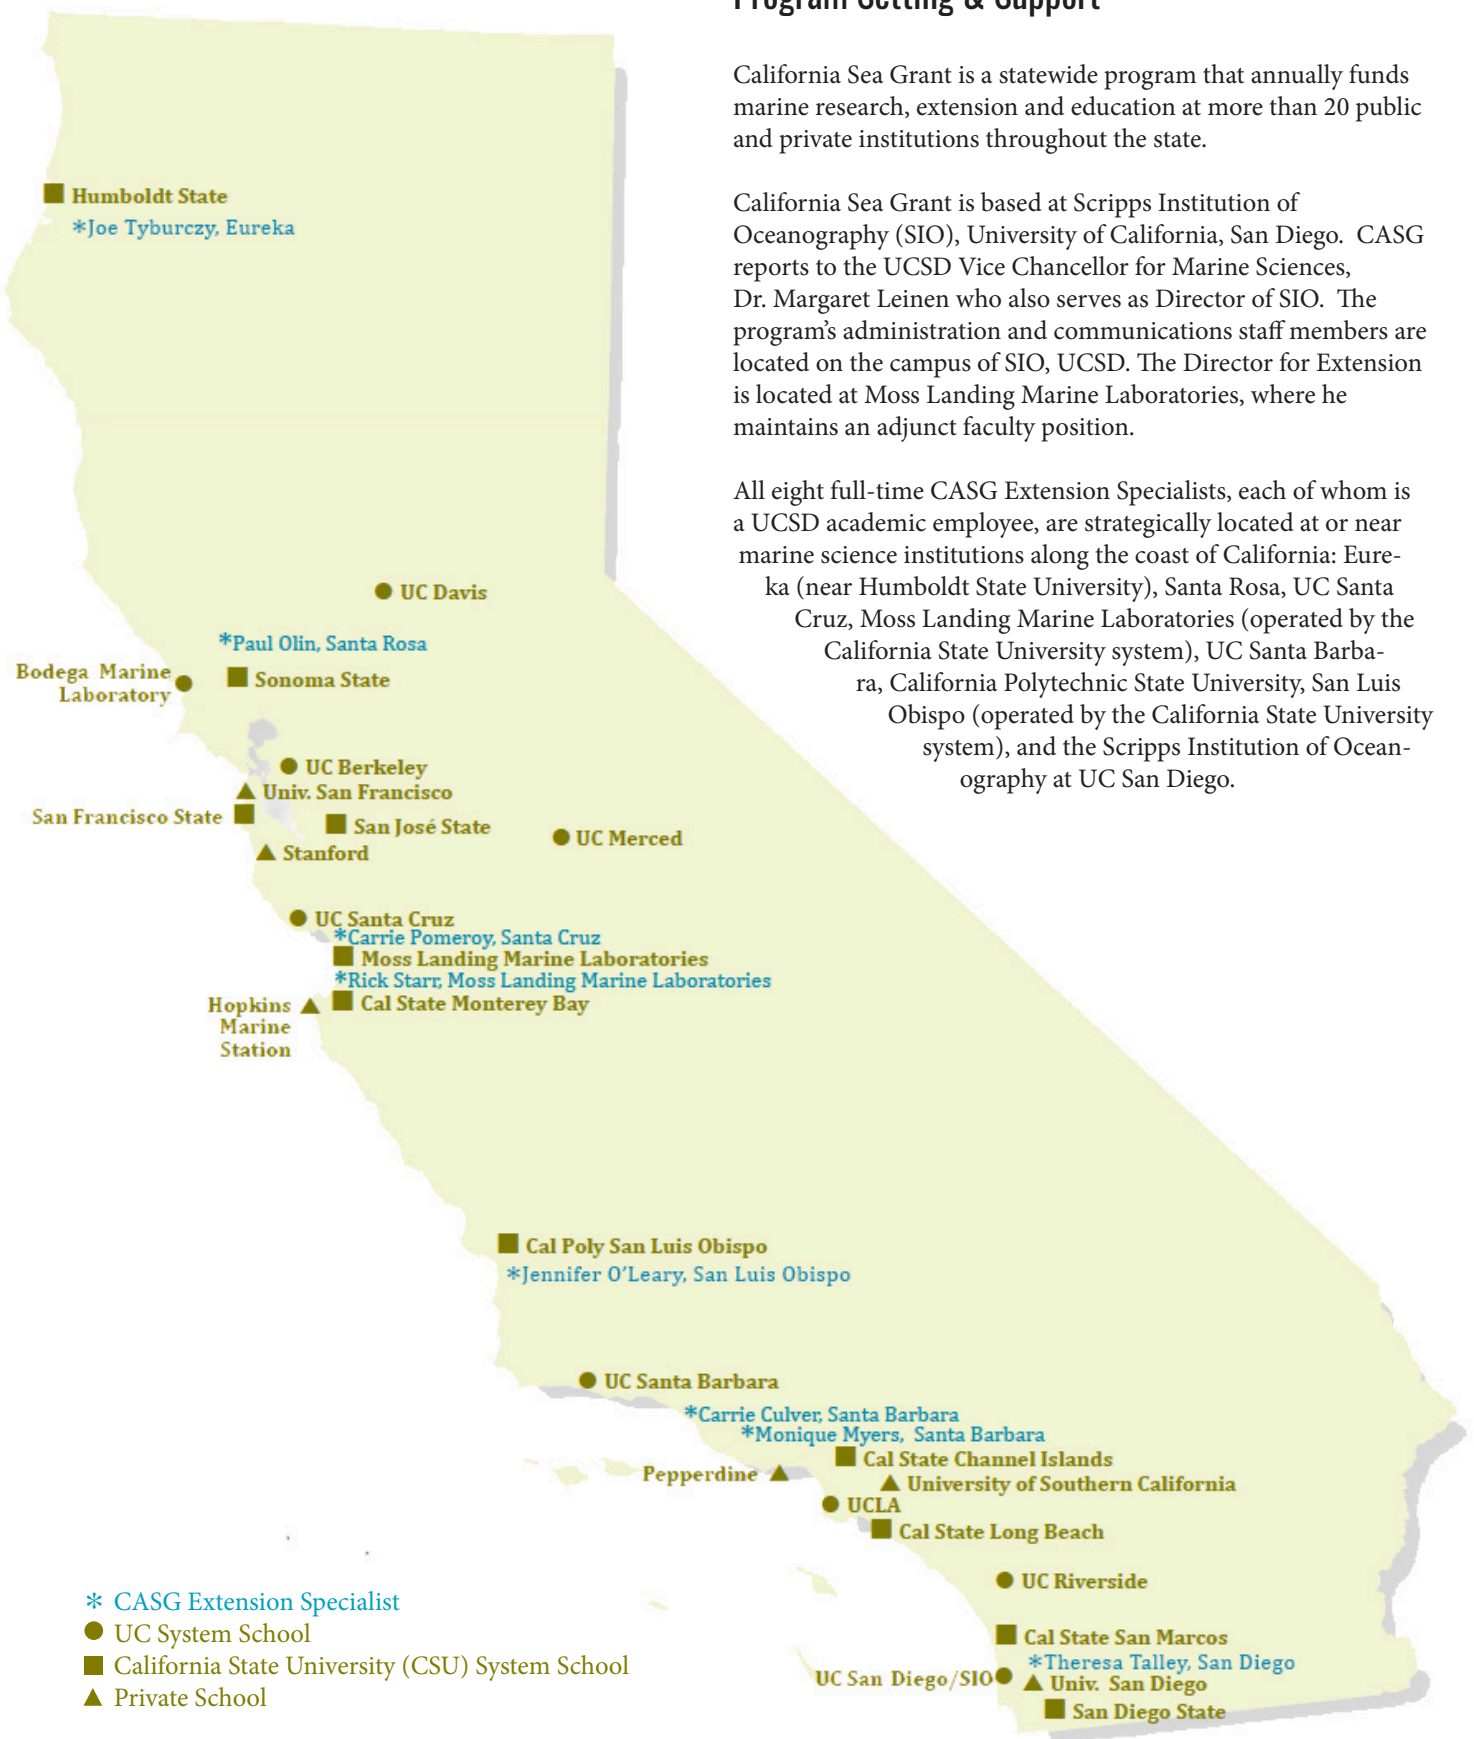 Program Setting & Support
California Sea Grant is a statewide program that annually funds
marine research, extension and education at more than 20 public
and private institutions throughout the state.
California Sea Grant is based at Scripps Institution of
Oceanography (SIO), University of California, San Diego.  CASG
reports to the UCSD Vice Chancellor for Marine Sciences,
Dr. Margaret Leinen who also serves as Director of SIO.  The
program's administration and communications staff members are
located on the campus of SIO, UCSD. The Director for Extension
is located at Moss Landing Marine Laboratories, where he
maintains an adjunct faculty position.
All eight full-time CASG Extension Specialists, each of whom is
a UCSD academic employee, are strategically located at or near
marine science institutions along the coast of California: Eure-
ka (near Humboldt State University), Santa Rosa, UC Santa
Cruz, Moss Landing Marine Laboratories (operated by the
California State University system), UC Santa Barba-
ra, California Polytechnic State University, San Luis
Obispo (operated by the California State University
system), and the Scripps Institution of Ocean-
ography at UC San Diego.
Humboldt State
*Joe Tyburczy, Eureka
UC Davis
*Paul Olin, Santa Rosa
Bodega Marine
Laboratory
Sonoma State
UC Berkeley
Univ. San Francisco
San Francisco State
San José State
UC Merced
Stanford
UC Santa Cruz
*Carrie Pomeroy, Santa Cruz
Moss Landing Marine Laboratories
*Rick Starr, Moss Landing Marine Laboratories
Hopkins
Marine
Station
Cal State Monterey Bay
Cal Poly San Luis Obispo
*Jennifer O'Leary, San Luis Obispo
UC Santa Barbara
*Carrie Culver, Santa Barbara
*Monique Myers,  Santa Barbara
Cal State Channel Islands
Pepperdine
University of Southern California
UCLA
Cal State Long Beach
UC Riverside
Cal State San Marcos
*Theresa Talley, San Diego
UC San Diego/SIO
Univ.  San Diego
San Diego State
* CASG Extension Specialist
● UC System School
■ California State University (CSU) System School
▲ Private School